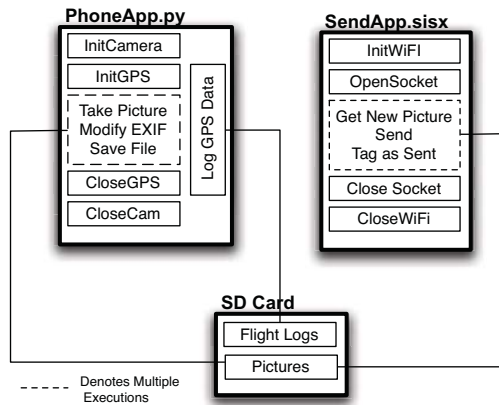 PhoneApp.py
InitCamera
InitGPS
Take Picture
Modify EXIF
Save File
CloseGPS
CloseCam
Log GPS Data
SendApp.sisx
InitWiFI
OpenSocket
Get New Picture
Send
Tag as Sent
Close Socket
CloseWiFi
SD Card
Flight Logs
Pictures
Denotes Multiple
Executions